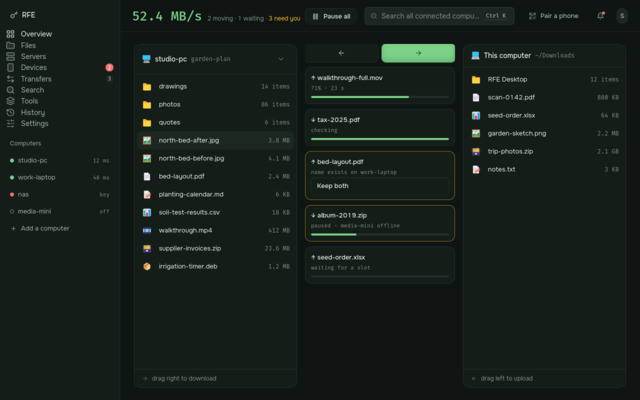 RFE
52.4 MB/s 2 moving · 1 waiting · 3 need you
Pause all
Search all connected compu... Ctrl K
Pair a phone
S
Overview
Files
Servers
Devices 2
Transfers 3
Search
Tools
History
Settings
Computers
studio-pc 12 ms
work-laptop 48 ms
nas key
media-mini off
+ Add a computer
studio-pc garden-plan
drawings 14 items
photos 86 items
quotes 6 items
north-bed-after.jpg 3.8 MB
north-bed-before.jpg 4.1 MB
bed-layout.pdf 2.4 MB
planting-calendar.md 6 KB
soil-test-results.csv 18 KB
walkthrough.mp4 412 MB
supplier-invoices.zip 23.6 MB
irrigation-timer.deb 1.2 MB
→ drag right to download
← →
↑ walkthrough-full.mov
71% · 23 s
↓ tax-2025.pdf
checking
↑ bed-layout.pdf
name exists on work-laptop
Keep both
↓ album-2019.zip
paused · media-mini offline
↑ seed-order.xlsx
waiting for a slot
This computer ~/Downloads
RFE Desktop 12 items
scan-0142.pdf 880 KB
seed-order.xlsx 64 KB
garden-sketch.png 2.2 MB
trip-photos.zip 2.1 GB
notes.txt 3 KB
← drag left to upload